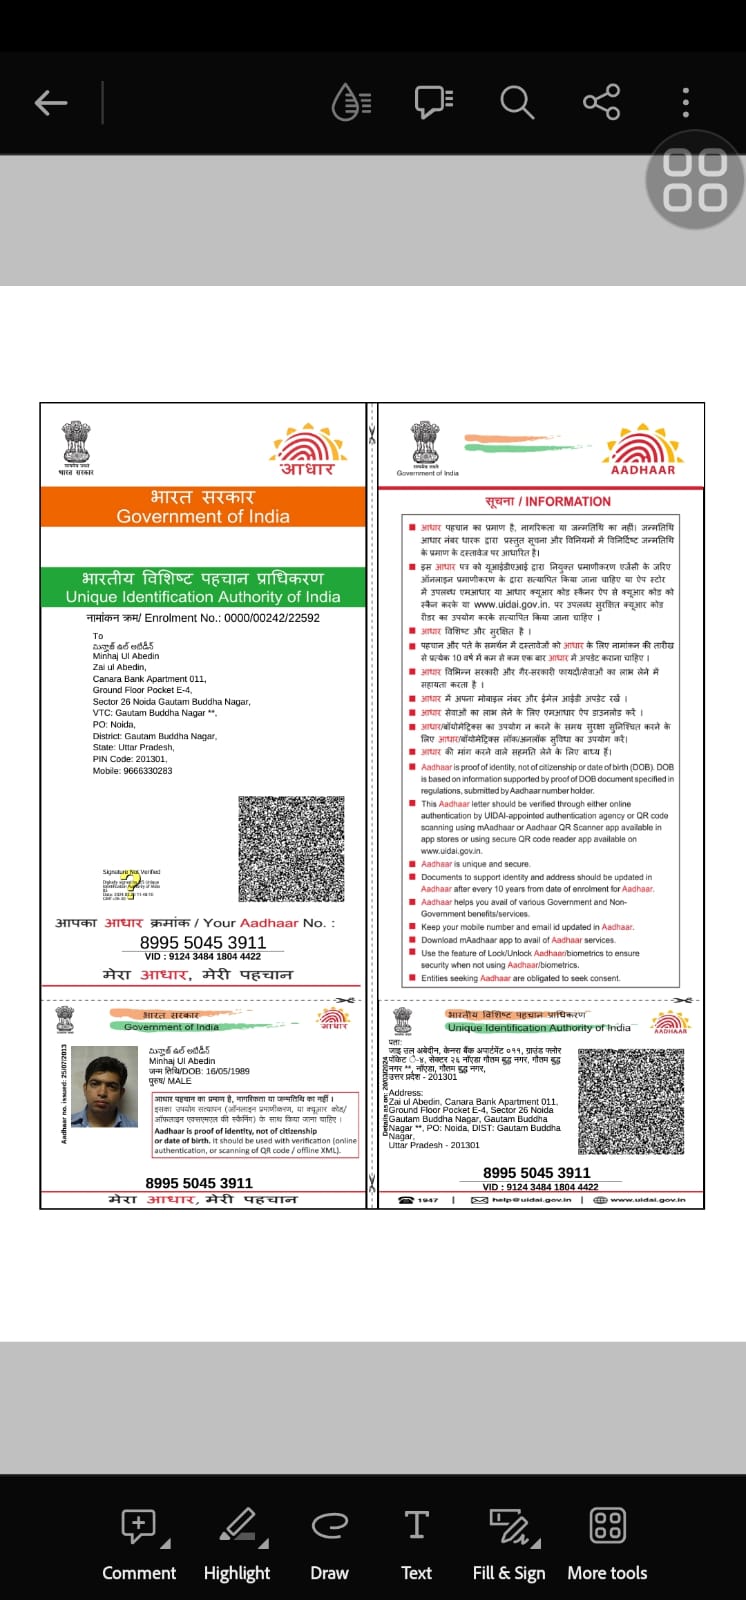 सत्यमेव जयते
भारत सरकार
आधार
भारत सरकार
Government of India
भारतीय विशिष्ट पहचान प्राधिकरण
Unique Identification Authority of India
नामांकन क्रम/ Enrolment No.: 0000/00242/22592
To
మిన్హాజ్ ఉల్ అబేదీన్
Minhaj Ul Abedin
Zai ul Abedin,
Canara Bank Apartment 011,
Ground Floor Pocket E-4,
Sector 26 Noida Gautam Buddha Nagar,
VTC: Gautam Buddha Nagar **,
PO: Noida,
District: Gautam Buddha Nagar,
State: Uttar Pradesh,
PIN Code: 201301,
Mobile: 9666330283
Signature Not Verified
आपका आधार क्रमांक / Your Aadhaar No. :
8995 5045 3911
VID : 9124 3484 1804 4422
मेरा आधार, मेरी पहचान
Government of India
AADHAAR
सूचना / INFORMATION
आधार पहचान का प्रमाण है, नागरिकता या जन्मतिथि का नहीं। जन्मतिथि
आधार नंबर धारक द्वारा प्रस्तुत सूचना और विनियमों में विनिर्दिष्ट जन्मतिथि
के प्रमाण के दस्तावेज पर आधारित है।
इस आधार पत्र को यूआईडीएआई द्वारा नियुक्त प्रमाणीकरण एजेंसी के जरिए
ऑनलाइन प्रमाणीकरण के द्वारा सत्यापित किया जाना चाहिए या ऐप स्टोर
में उपलब्ध एमआधार या आधार क्यूआर कोड स्कैनर ऐप से क्यूआर कोड को
स्कैन करके या www.uidai.gov.in. पर उपलब्ध सुरक्षित क्यूआर कोड
रीडर का उपयोग करके सत्यापित किया जाना चाहिए ।
आधार विशिष्ट और सुरक्षित है ।
पहचान और पते के समर्थन में दस्तावेजों को आधार के लिए नामांकन की तारीख
से प्रत्येक 10 वर्ष में कम से कम एक बार आधार में अपडेट कराना चाहिए ।
आधार विभिन्न सरकारी और गैर-सरकारी फायदों/सेवाओं का लाभ लेने में
सहायता करता है ।
आधार में अपना मोबाइल नंबर और ईमेल आईडी अपडेट रखें ।
आधार सेवाओं का लाभ लेने के लिए एमआधार ऐप डाउनलोड करें ।
आधार/बॉयोमेट्रिक्स का उपयोग न करने के समय सुरक्षा सुनिश्चित करने के
लिए आधार/बॉयोमेट्रिक्स लॉक/अनलॉक सुविधा का उपयोग करें।
आधार की मांग करने वाले सहमति लेने के लिए बाध्य हैं।
Aadhaar is proof of identity, not of citizenship or date of birth (DOB). DOB
is based on information supported by proof of DOB document specified in
regulations, submitted by Aadhaar number holder.
This Aadhaar letter should be verified through either online
authentication by UIDAI-appointed authentication agency or QR code
scanning using mAadhaar or Aadhaar QR Scanner app available in
app stores or using secure QR code reader app available on
www.uidai.gov.in.
Aadhaar is unique and secure.
Documents to support identity and address should be updated in
Aadhaar after every 10 years from date of enrolment for Aadhaar.
Aadhaar helps you avail of various Government and Non-
Government benefits/services.
Keep your mobile number and email id updated in Aadhaar.
Download mAadhaar app to avail of Aadhaar services.
Use the feature of Lock/Unlock Aadhaar/biometrics to ensure
security when not using Aadhaar/biometrics.
Entities seeking Aadhaar are obligated to seek consent.
भारत सरकार
Government of India
आधार
Aadhaar no. issued: 25/07/2013
మిన్హాజ్ ఉల్ అబేదీన్
Minhaj Ul Abedin
जन्म तिथि/DOB: 16/05/1989
पुरुष/ MALE
आधार पहचान का प्रमाण है, नागरिकता या जन्मतिथि का नहीं ।
इसका उपयोग सत्यापन (ऑनलाइन प्रमाणीकरण, या क्यूआर कोड/
ऑफलाइन एक्सएमएल की स्कैनिंग) के साथ किया जाना चाहिए ।
Aadhaar is proof of identity, not of citizenship
or date of birth. It should be used with verification (online
authentication, or scanning of QR code / offline XML).
8995 5045 3911
मेरा आधार, मेरी पहचान
भारतीय विशिष्ट पहचान प्राधिकरण
Unique Identification Authority of India
AADHAAR
पता:
जाइ उल अबेदीन, केनरा बैंक अपार्टमेंट ०११, ग्राउंड फ्लोर
पॉकेट ई-४, सेक्टर २६ नोएडा गौतम बुद्ध नगर, गौतम बुद्ध
नगर **, नोएडा, गौतम बुद्ध नगर,
उत्तर प्रदेश - 201301
Address:
Zai ul Abedin, Canara Bank Apartment 011,
Ground Floor Pocket E-4, Sector 26 Noida
Gautam Buddha Nagar, Gautam Buddha
Nagar **, PO: Noida, DIST: Gautam Buddha
Nagar,
Uttar Pradesh - 201301
8995 5045 3911
VID : 9124 3484 1804 4422
1947 | help@uidai.gov.in | www.uidai.gov.in
Comment
Highlight
Draw
Text
Fill & Sign
More tools